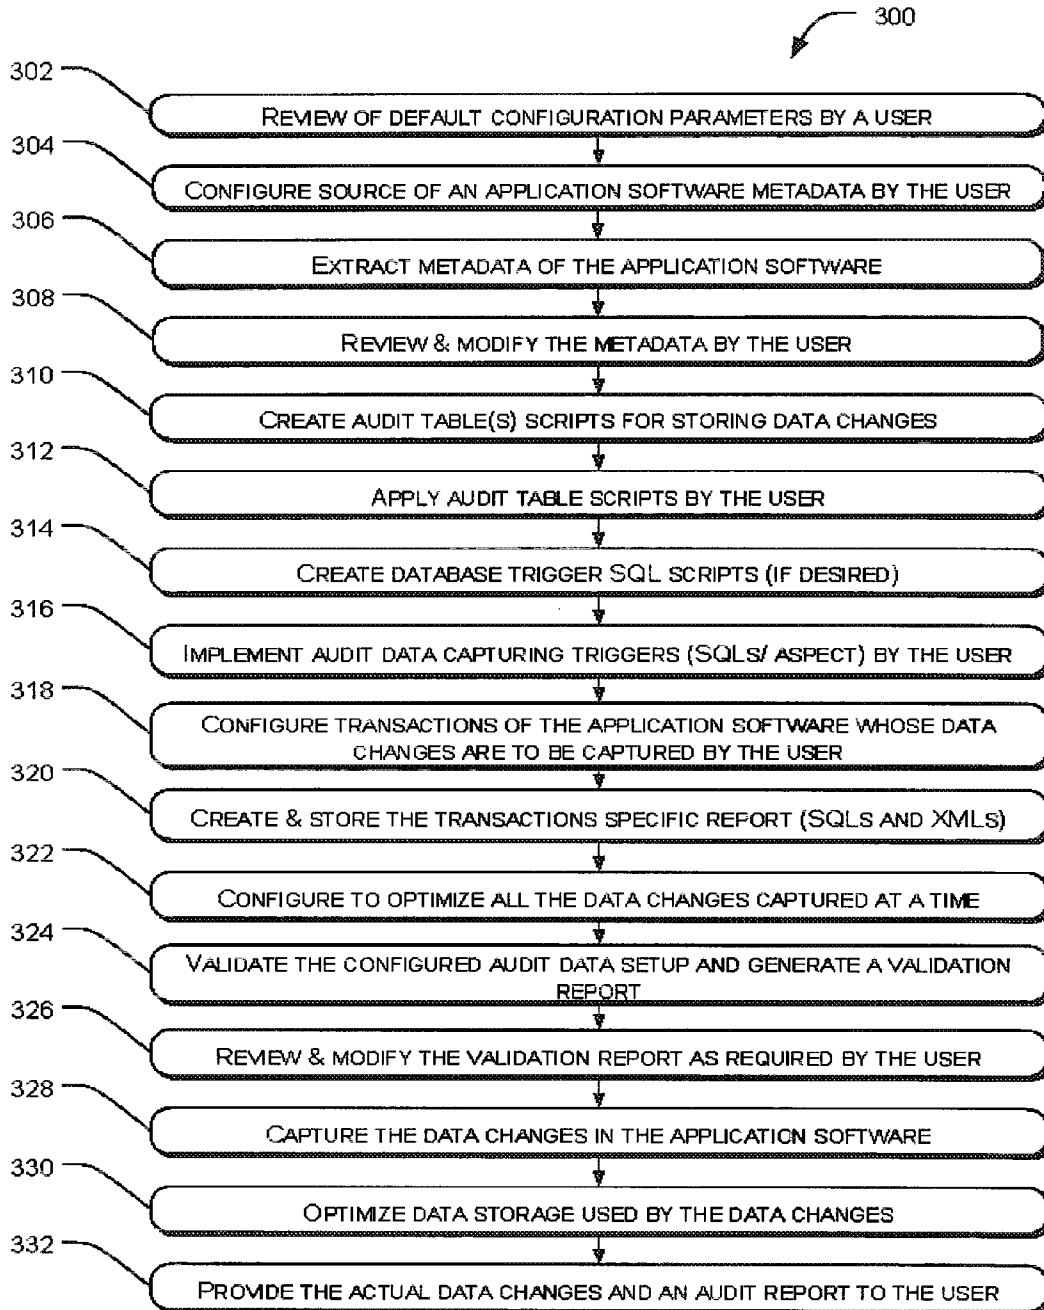 300
302
REVIEW OF DEFAULT CONFIGURATION PARAMETERS BY A USER
304
CONFIGURE SOURCE OF AN APPLICATION SOFTWARE METADATA BY THE USER
306
EXTRACT METADATA OF THE APPLICATION SOFTWARE
308
REVIEW & MODIFY THE METADATA BY THE USER
310
CREATE AUDIT TABLE(S) SCRIPTS FOR STORING DATA CHANGES
312
APPLY AUDIT TABLE SCRIPTS BY THE USER
314
CREATE DATABASE TRIGGER SQL SCRIPTS (IF DESIRED)
316
IMPLEMENT AUDIT DATA CAPTURING TRIGGERS (SQLS/ ASPECT) BY THE USER
318
CONFIGURE TRANSACTIONS OF THE APPLICATION SOFTWARE WHOSE DATA
CHANGES ARE TO BE CAPTURED BY THE USER
320
CREATE & STORE THE TRANSACTIONS SPECIFIC REPORT (SQLS AND XMLS)
322
CONFIGURE TO OPTIMIZE ALL THE DATA CHANGES CAPTURED AT A TIME
324
VALIDATE THE CONFIGURED AUDIT DATA SETUP AND GENERATE A VALIDATION
REPORT
326
REVIEW & MODIFY THE VALIDATION REPORT AS REQUIRED BY THE USER
328
CAPTURE THE DATA CHANGES IN THE APPLICATION SOFTWARE
330
OPTIMIZE DATA STORAGE USED BY THE DATA CHANGES
332
PROVIDE THE ACTUAL DATA CHANGES AND AN AUDIT REPORT TO THE USER